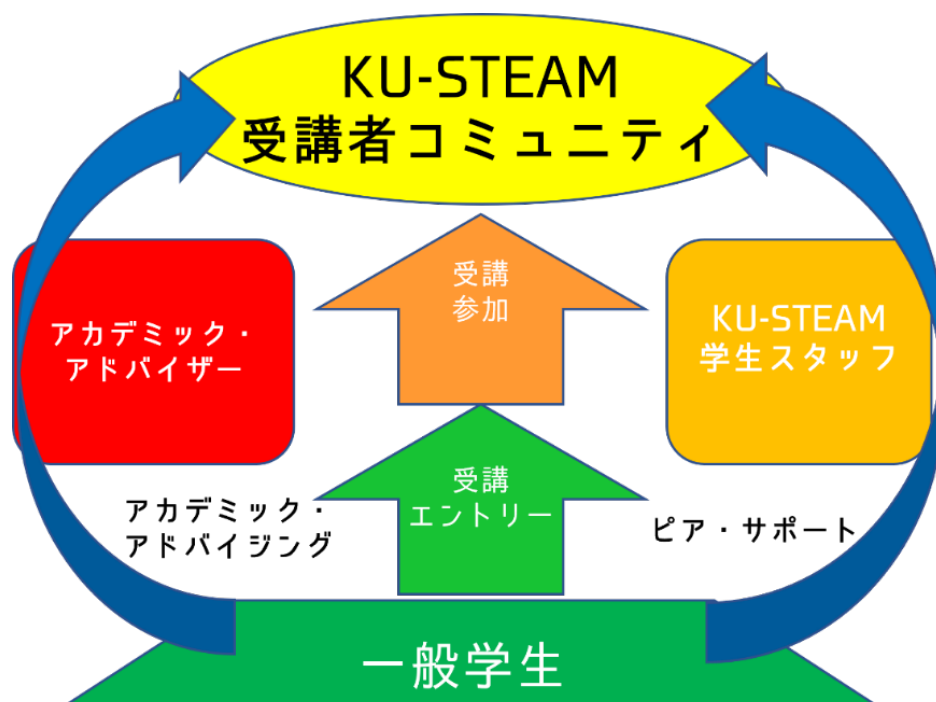 KU-STEAM
受講者コミュニティ
受講
参加
アカデミック・
アドバイザー
KU-STEAM
学生スタッフ
受講
エントリー
アカデミック・
アドバイジング
ピア・サポート
一般学生